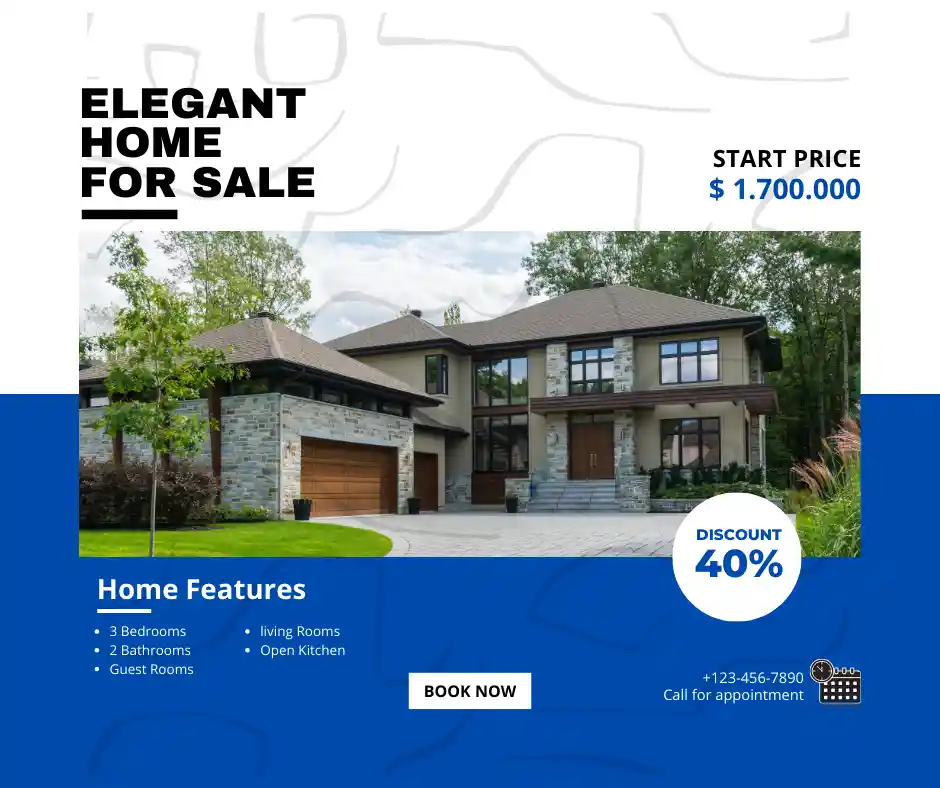 ELEGANT
HOME
FOR SALE
START PRICE
$ 1.700.000
DISCOUNT
40%
Home Features
• 3 Bedrooms
• 2 Bathrooms
• Guest Rooms
• living Rooms
• Open Kitchen
BOOK NOW
+123-456-7890
Call for appointment